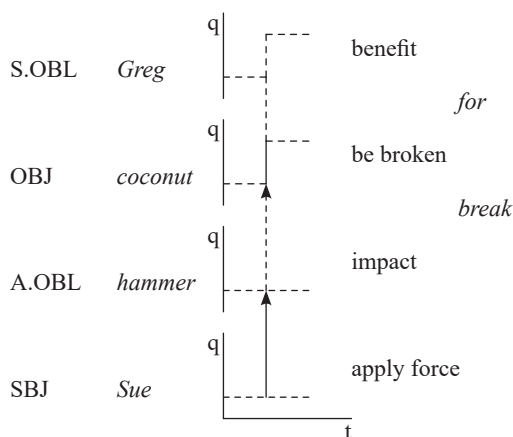 q
benefit
S.OBL Greg
for
q
be broken
OBJ coconut
break
q
impact
A.OBL hammer
q
apply force
SBJ Sue
t